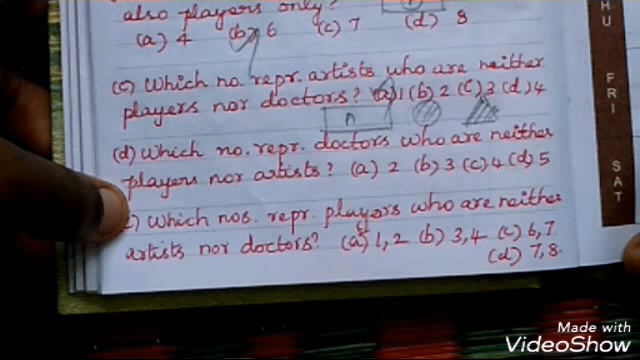 also players only?
(a) 4 (b) 6 (c) 7 (d) 8
(c) Which no. repr. artists who are neither
players nor doctors? (a) 1 (b) 2 (c) 3 (d) 4
(d) Which no. repr. doctors who are neither
players nor artists? (a) 2 (b) 3 (c) 4 (d) 5
Which nos. repr. players who are neither
artists nor doctors? (a) 1,2 (b) 3,4 (c) 6,7
(d) 7,8.
HU
FRI
SAT
Made with
VideoShow